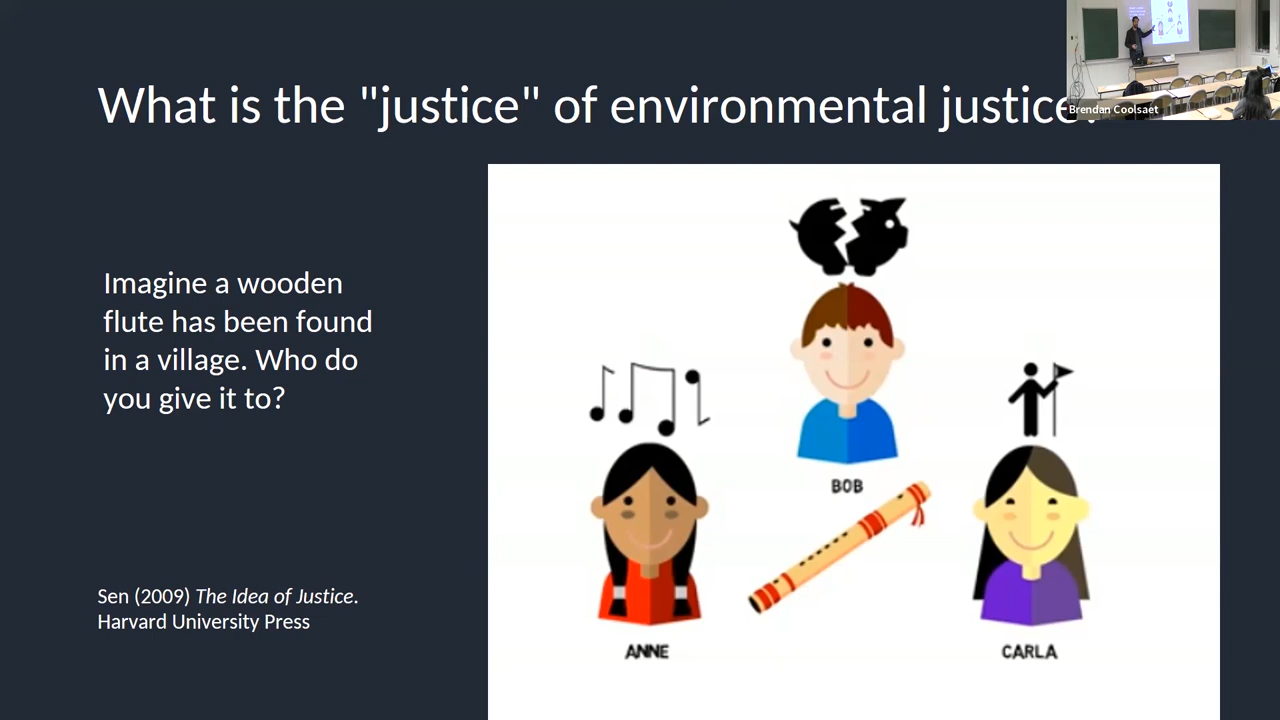 What is the "justice" of environmental justice?
Brendan Coolsaet
Imagine a wooden
flute has been found
in a village. Who do
you give it to?
BOB
ANNE
CARLA
Sen (2009) The Idea of Justice.
Harvard University Press